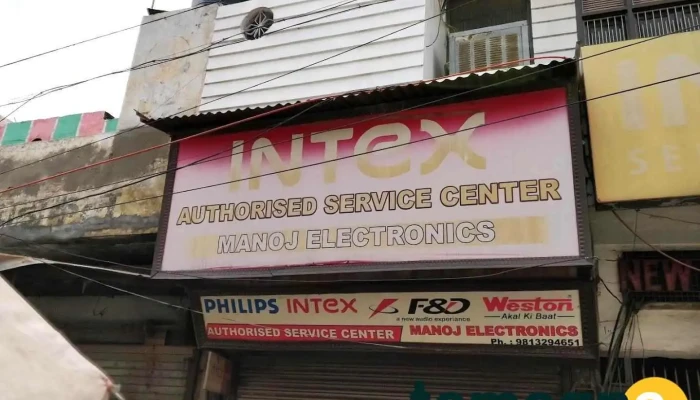 INTEX
AUTHORISED SERVICE CENTER
MANOJ ELECTRONICS
PHILIPS INTEX F&D Weston
a new audio experience Akal Ki Baat
AUTHORISED SERVICE CENTER MANOJ ELECTRONICS
Ph. : 9813294651
NEW